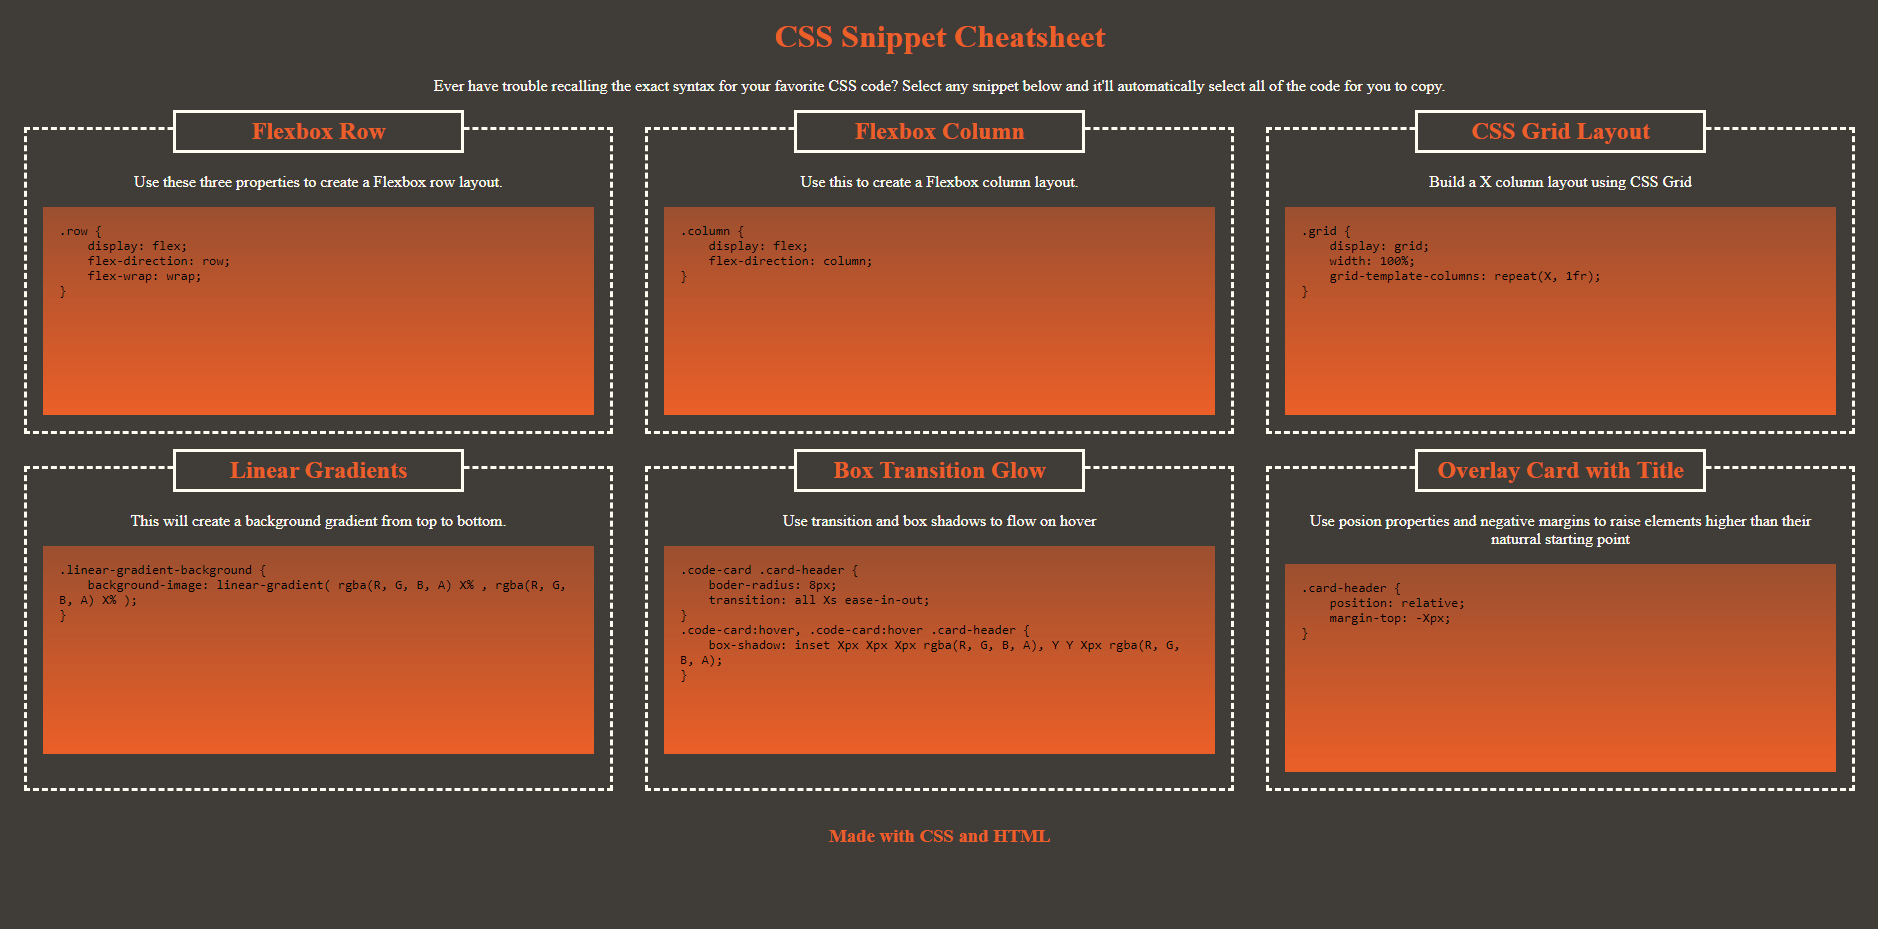 CSS Snippet Cheatsheet
Ever have trouble recalling the exact syntax for your favorite CSS code? Select any snippet below and it'll automatically select all of the code for you to copy.
Flexbox Row
Use these three properties to create a Flexbox row layout.
.row {
    display: flex;
    flex-direction: row;
    flex-wrap: wrap;
}
Flexbox Column
Use this to create a Flexbox column layout.
.column {
    display: flex;
    flex-direction: column;
}
CSS Grid Layout
Build a X column layout using CSS Grid
.grid {
    display: grid;
    width: 100%;
    grid-template-columns: repeat(X, 1fr);
}
Linear Gradients
This will create a background gradient from top to bottom.
.linear-gradient-background {
    background-image: linear-gradient( rgba(R, G, B, A) X% , rgba(R, G,
B, A) X% );
}
Box Transition Glow
Use transition and box shadows to flow on hover
.code-card .card-header {
    boder-radius: 8px;
    transition: all Xs ease-in-out;
}
.code-card:hover, .code-card:hover .card-header {
    box-shadow: inset Xpx Xpx Xpx rgba(R, G, B, A), Y Y Xpx rgba(R, G,
B, A);
}
Overlay Card with Title
Use posion properties and negative margins to raise elements higher than their
naturral starting point
.card-header {
    position: relative;
    margin-top: -Xpx;
}
Made with CSS and HTML